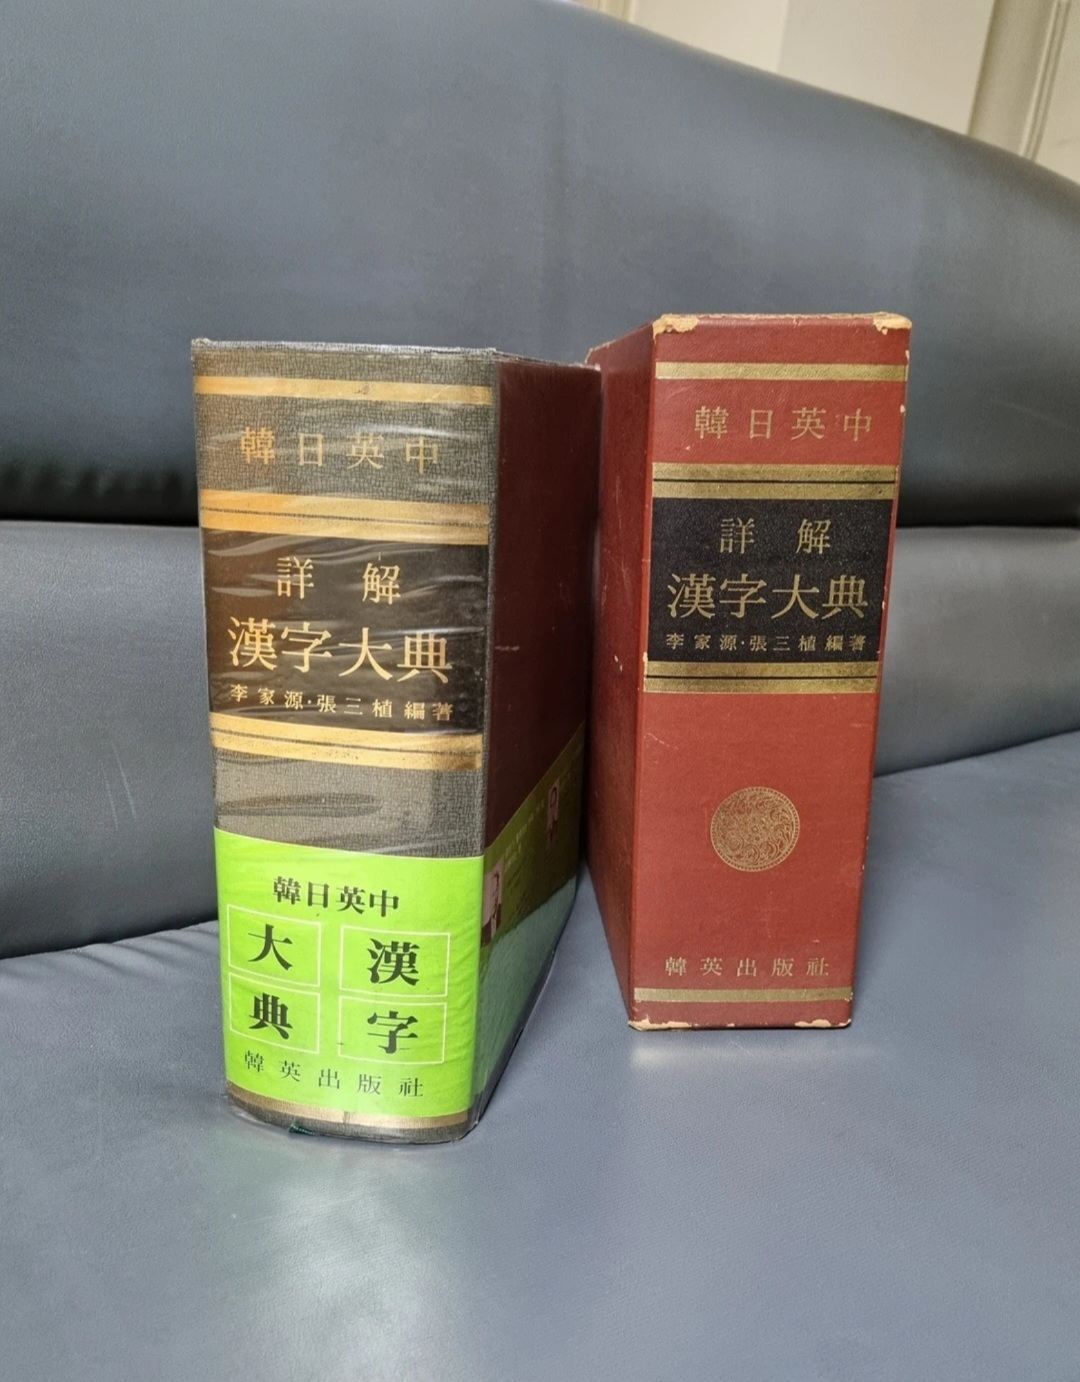 韓日英中
詳解
漢字大典
李家源·張三植編著
韓日英中
漢字
大典
韓英出版社
韓日英中
詳解
漢字大典
李家源·張三植編著
韓英出版社